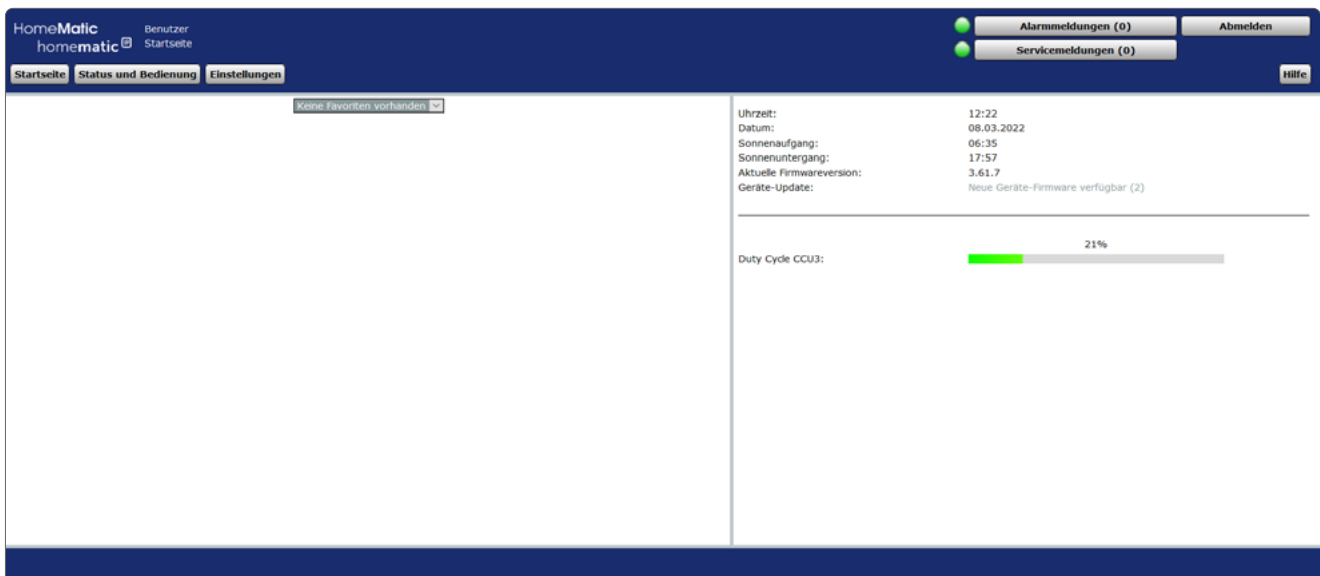 HomeMatic
homematic IP
Benutzer
Startseite
Alarmmeldungen (0)
Abmelden
Servicemeldungen (0)
Startseite
Status und Bedienung
Einstellungen
Hilfe
Keine Favoriten vorhanden
Uhrzeit: 12:22
Datum: 08.03.2022
Sonnenaufgang: 06:35
Sonnenuntergang: 17:57
Aktuelle Firmwareversion: 3.61.7
Geräte-Update: Neue Geräte-Firmware verfügbar (2)
21%
Duty Cycle CCU3: